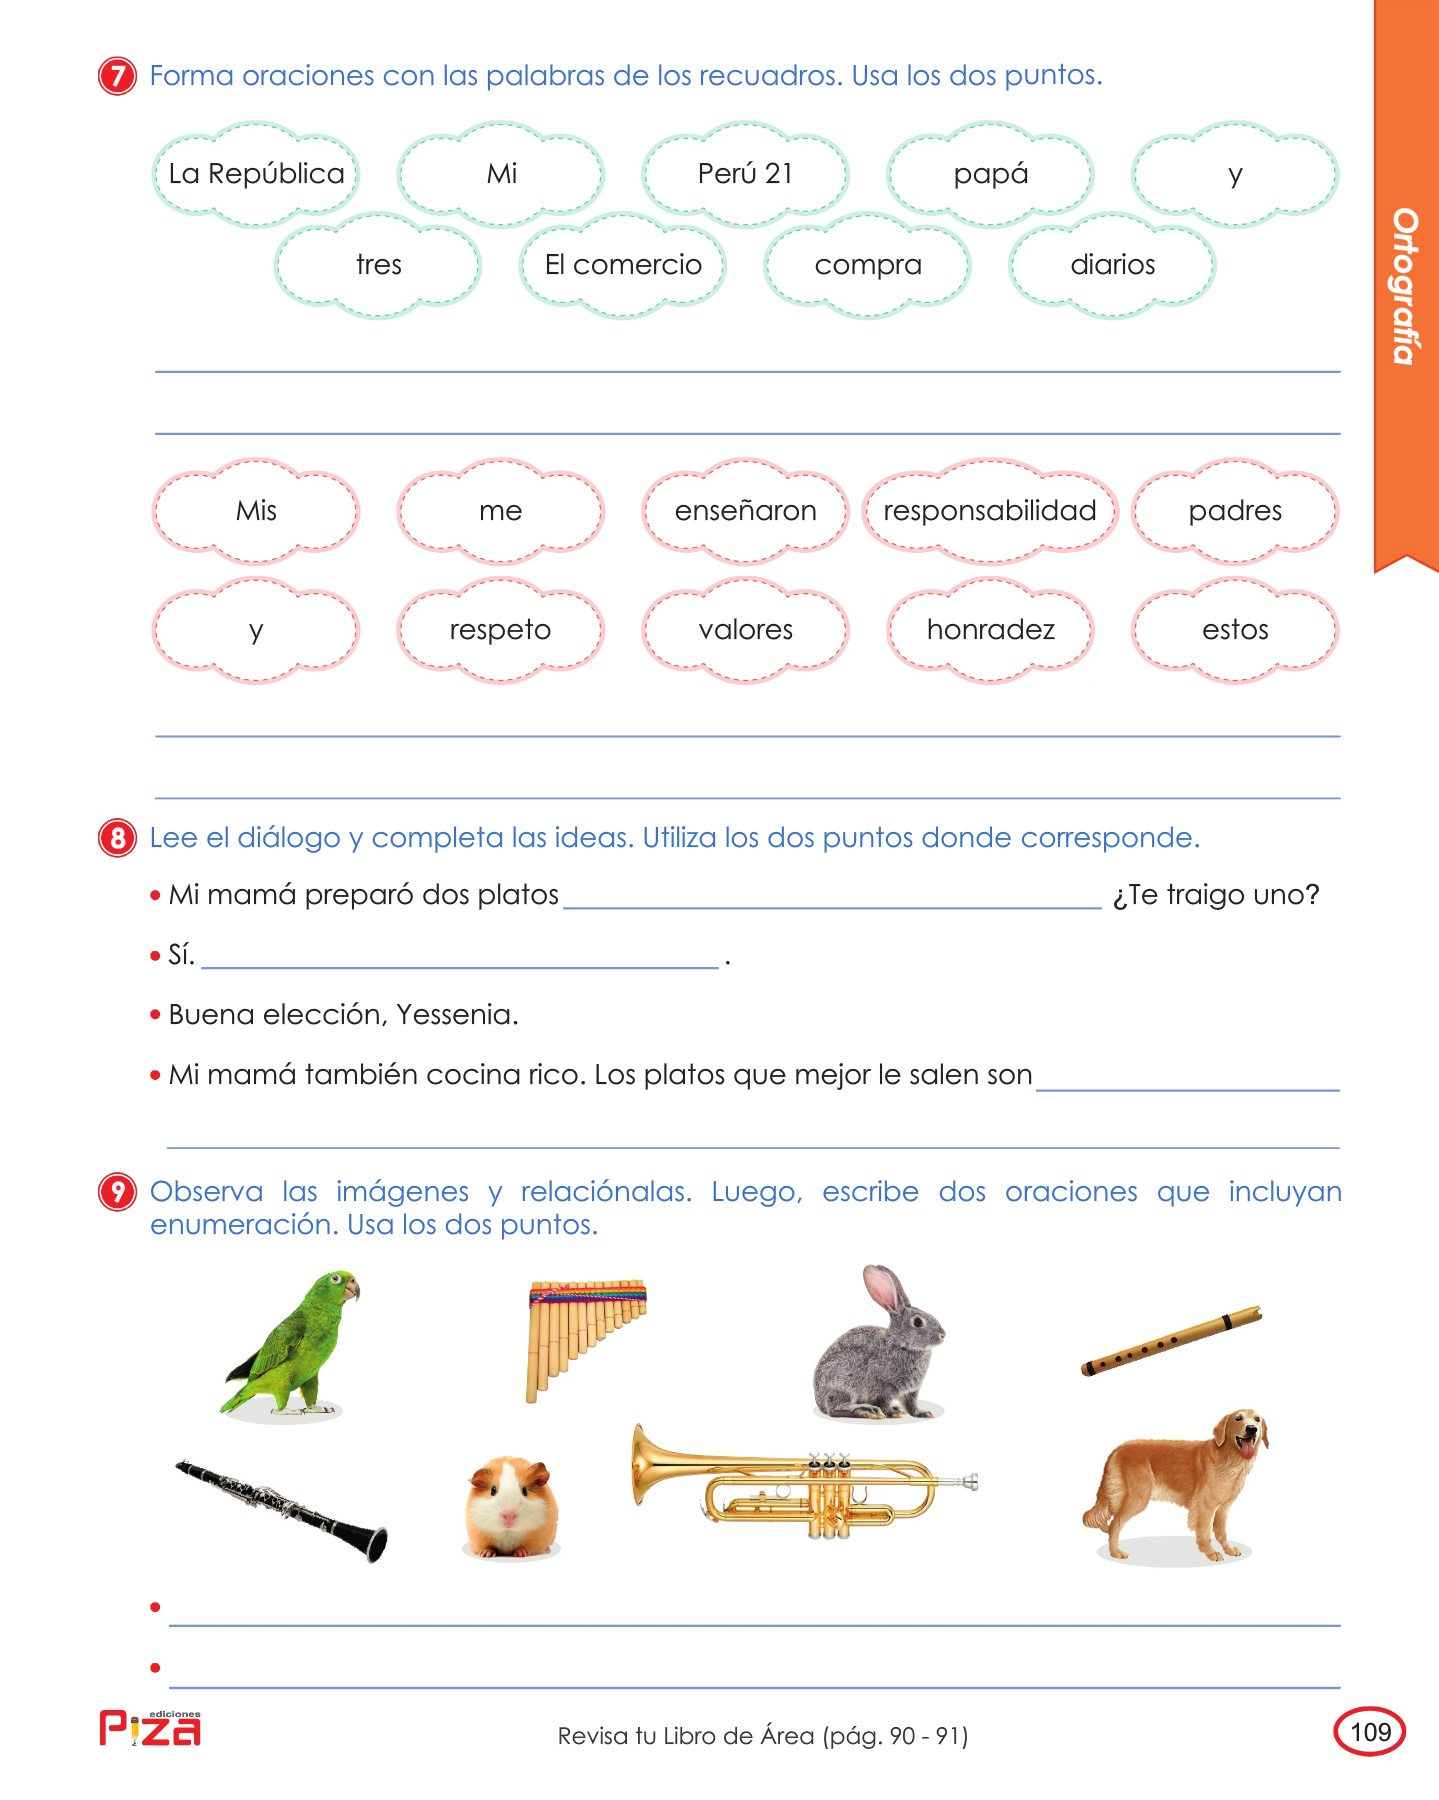 7 Forma oraciones con las palabras de los recuadros. Usa los dos puntos.
La República Mi Perú 21 papá y
tres El comercio compra diarios
Mis me enseñaron responsabilidad padres
y respeto valores honradez estos
8 Lee el diálogo y completa las ideas. Utiliza los dos puntos donde corresponde.
• Mi mamá preparó dos platos ¿Te traigo uno?
• Sí. .
• Buena elección, Yessenia.
• Mi mamá también cocina rico. Los platos que mejor le salen son
9 Observa las imágenes y relaciónalas. Luego, escribe dos oraciones que incluyan
enumeración. Usa los dos puntos.
•
•
Ortografía
ediciones
Piza
Revisa tu Libro de Área (pág. 90 - 91)
109